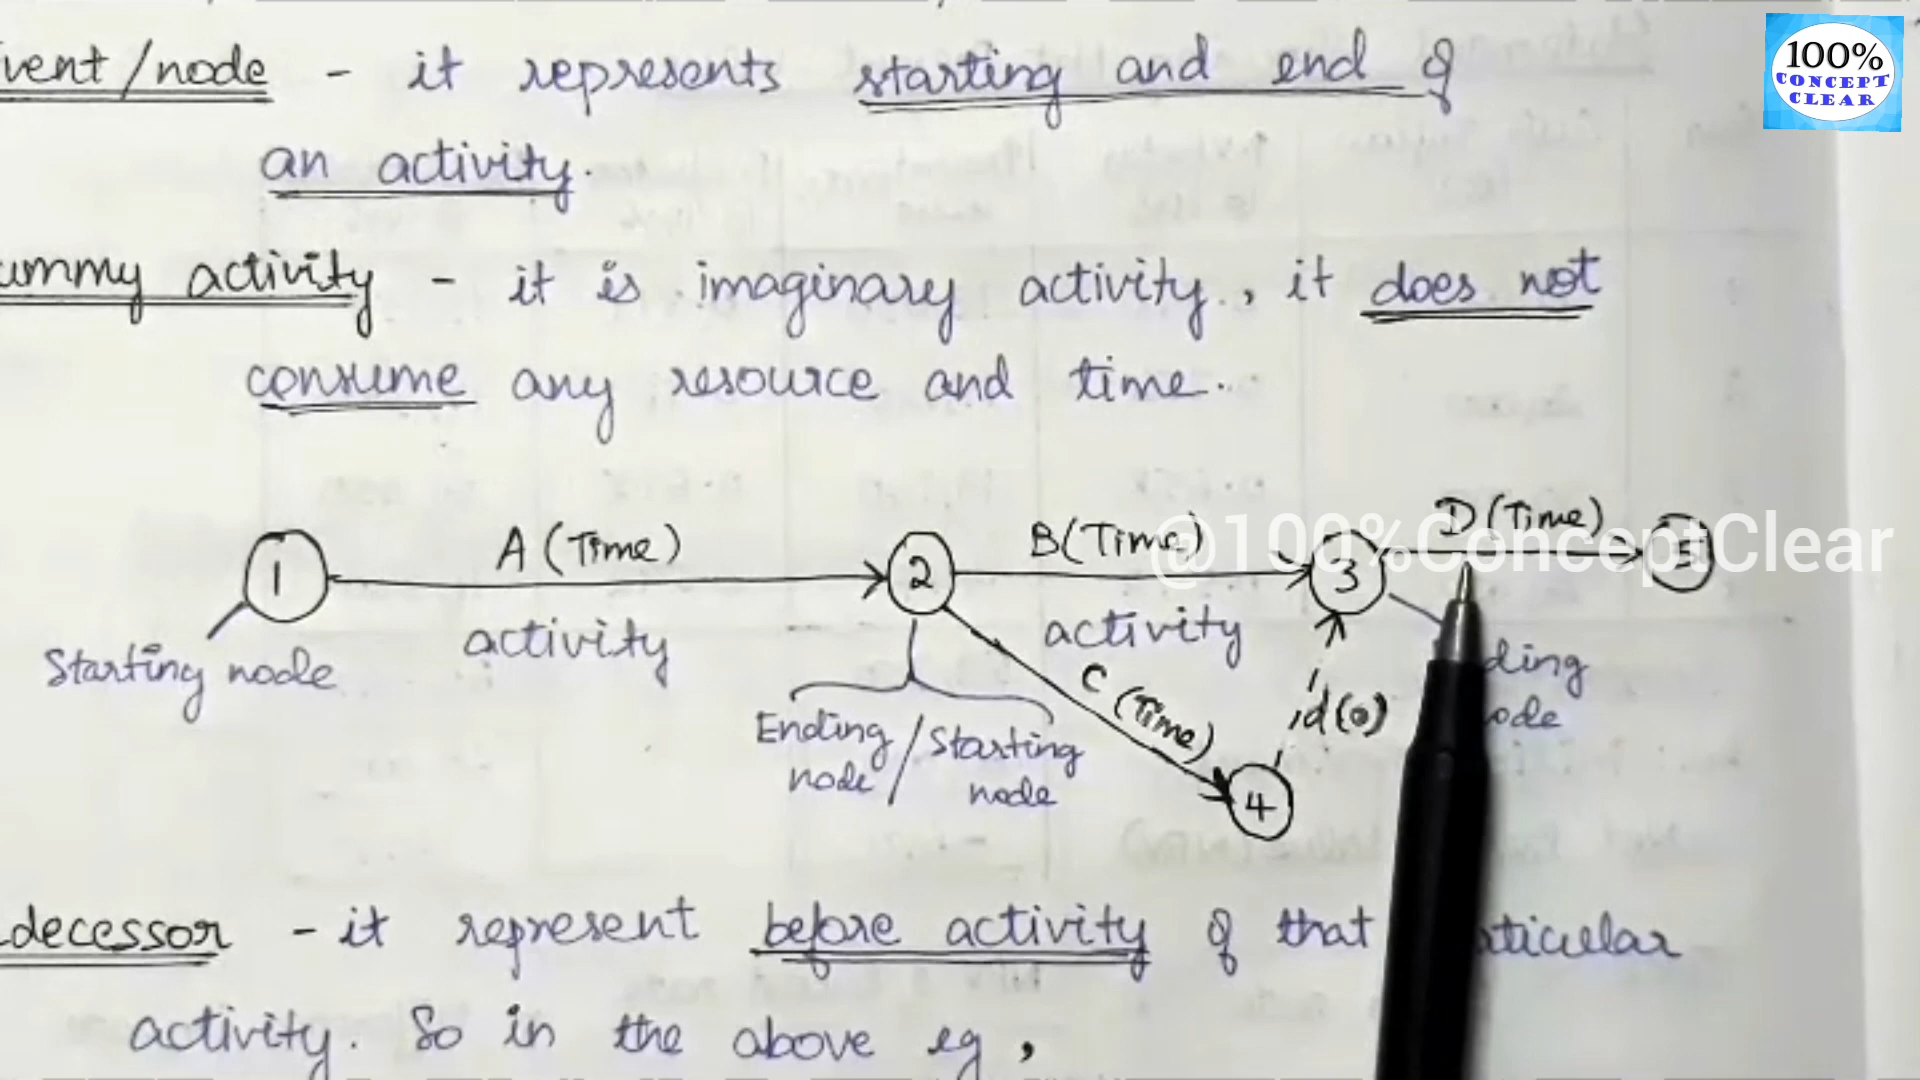 100%
CONCEPT
CLEAR
vent/node - it represents starting and end of
an activity.
ummy activity - it is imaginary activity, it does not
consume any resource and time.
@100%ConceptClear
1 A (Time) 2 B (Time) 3 D (Time) 5
activity activity
Starting node
C (Time) d(0)
Ending node / Starting node
ding
ode
4
decessor - it represent before activity of that ticular
activity. So in the above eg,